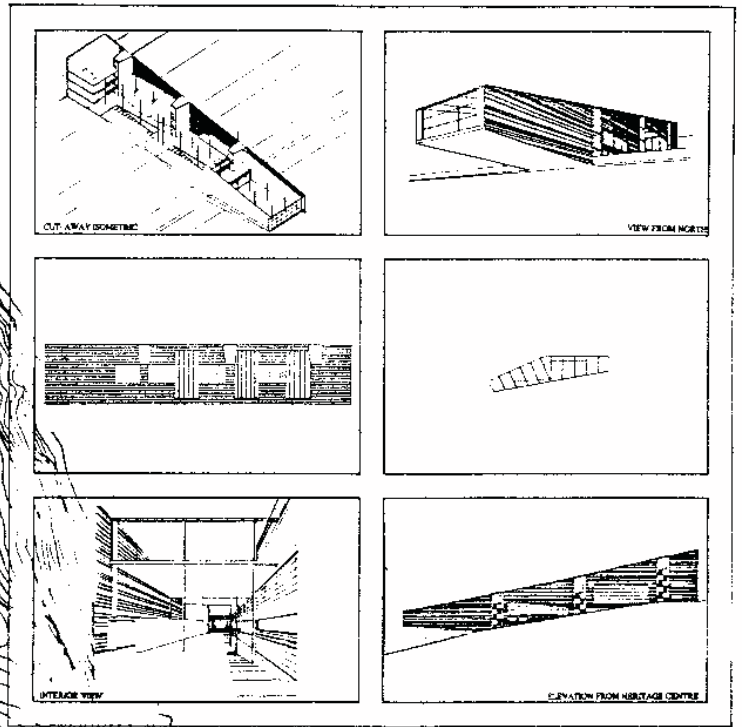 CUT-AWAY ISOMETRIC
VIEW FROM NORTH
INTERIOR VIEW
ELEVATION FROM HERITAGE CENTRE